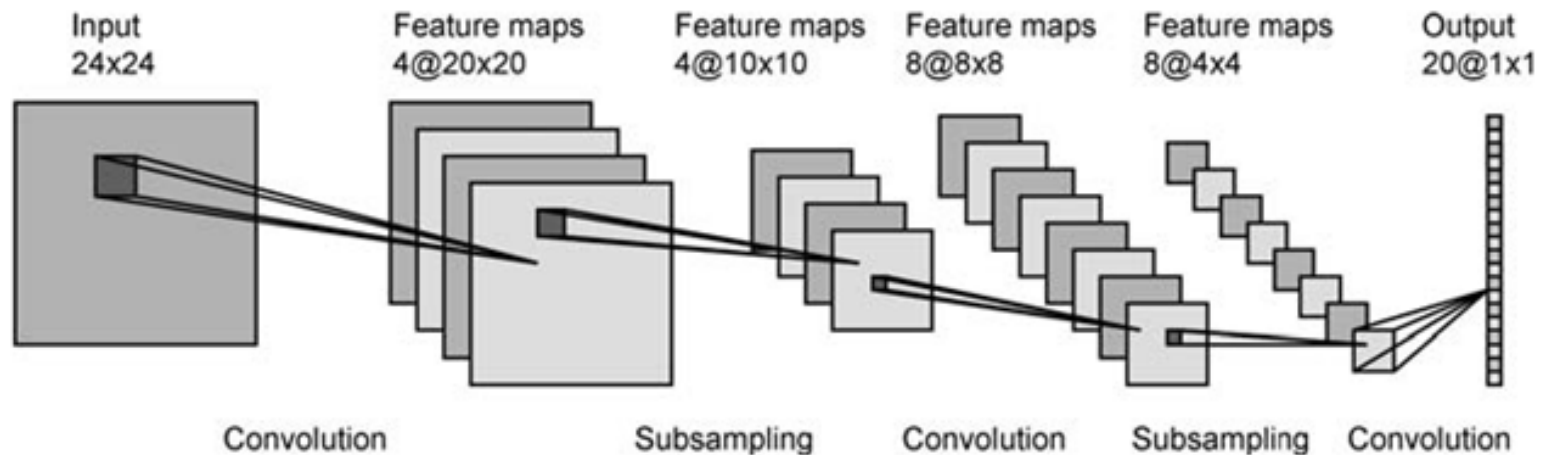 Input
24x24
Feature maps
4@20x20
Feature maps
4@10x10
Feature maps
8@8x8
Feature maps
8@4x4
Output
20@1x1
Convolution
Subsampling
Convolution
Subsampling
Convolution